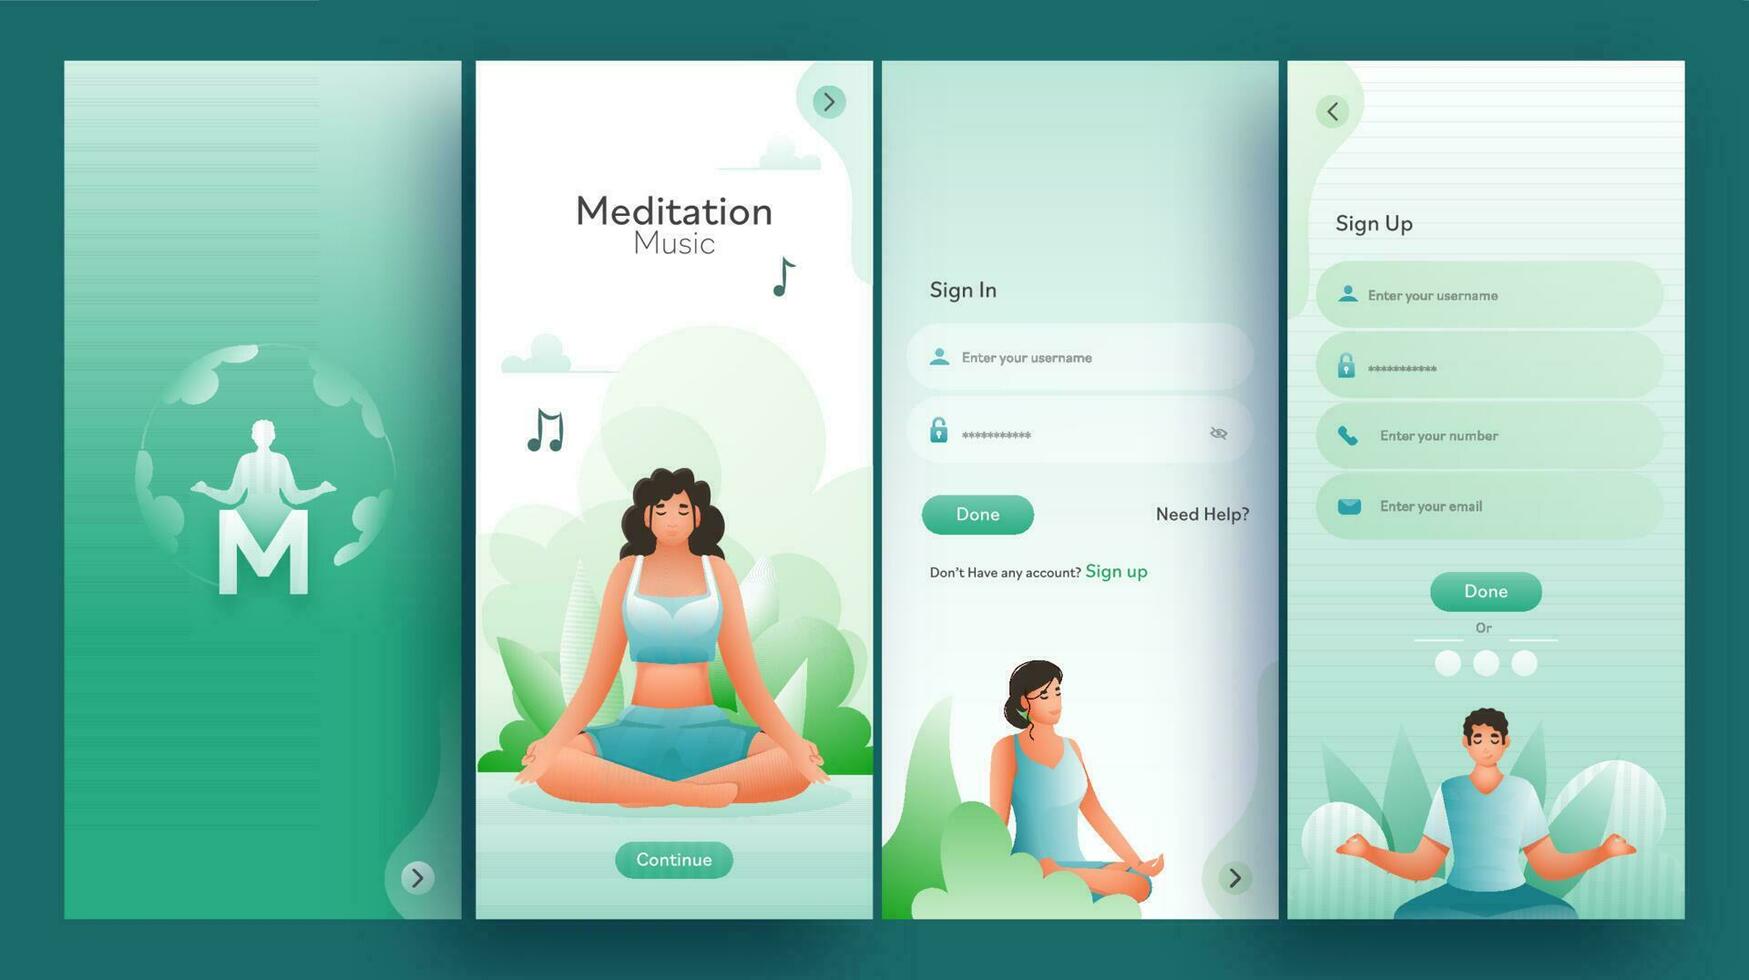 M
Meditation
Music
Continue
Sign In
Enter your username
***********
Done
Need Help?
Don't Have any account? Sign up
Sign Up
Enter your username
***********
Enter your number
Enter your email
Done
Or